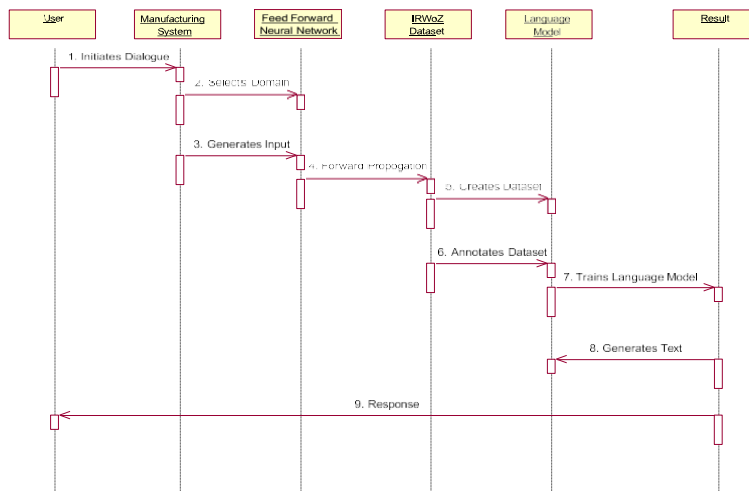 User
Manufacturing
System
Feed Forward
Neural Network
IRWoZ
Dataset
Language
Model
Result
1. Initiates Dialogue
2. Selects Domain
3. Generates Input
4. Forward Propogation
5. Creates Dataset
6. Annotates Dataset
7. Trains Language Model
8. Generates Text
9. Response